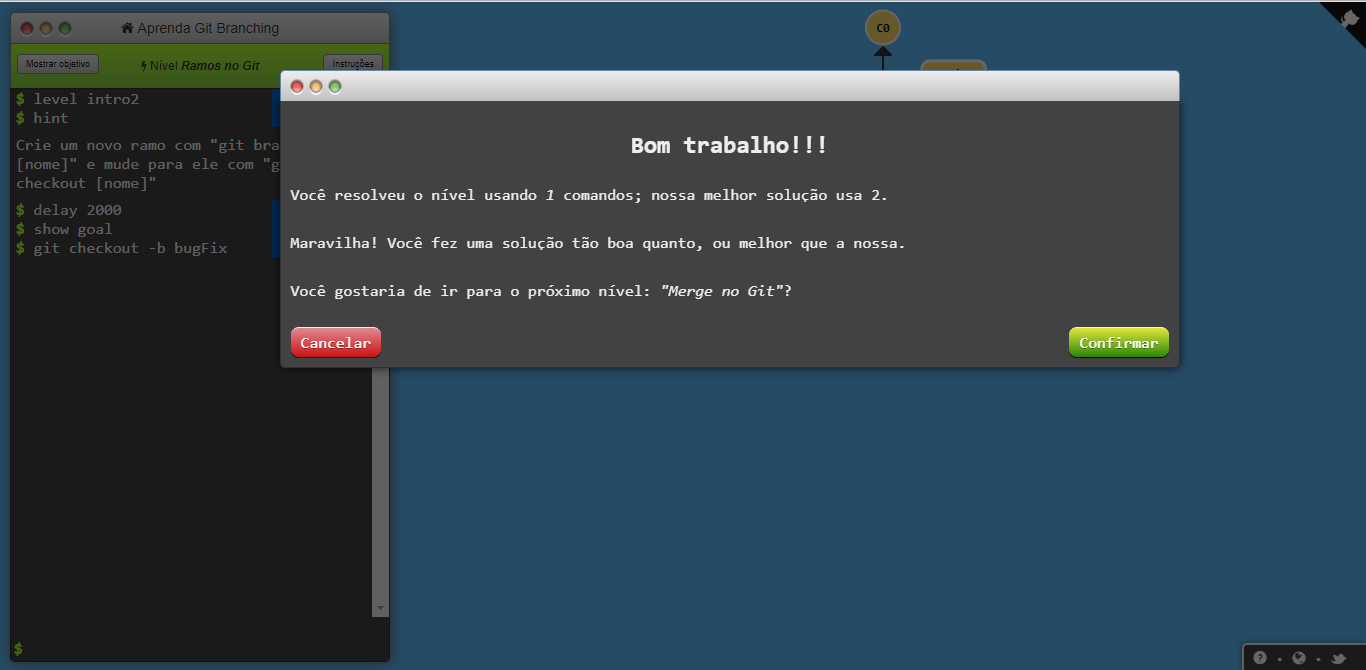 Aprenda Git Branching
Mostrar objetivo
Nível Ramos no Git
Instruções
$ level intro2
$ hint
Crie um novo ramo com "git bra
[nome]" e mude para ele com "g
checkout [nome]"
$ delay 2000
$ show goal
$ git checkout -b bugFix
$
C0
Bom trabalho!!!
Você resolveu o nível usando 1 comandos; nossa melhor solução usa 2.
Maravilha! Você fez uma solução tão boa quanto, ou melhor que a nossa.
Você gostaria de ir para o próximo nível: "Merge no Git"?
Cancelar
Confirmar